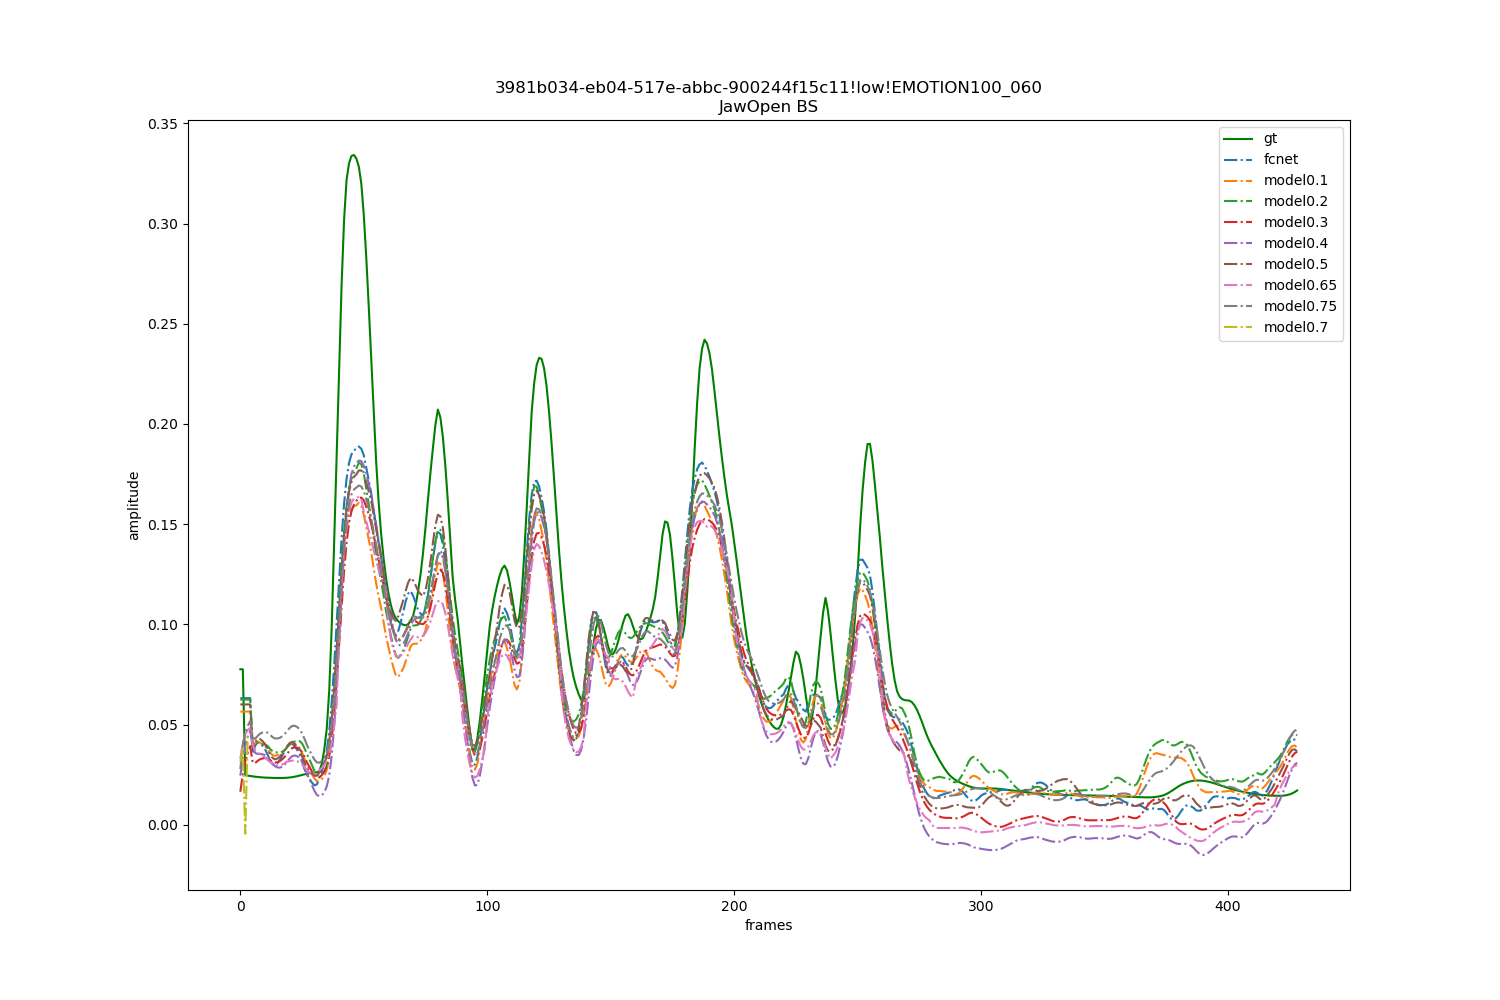 3981b034-eb04-517e-abbc-900244f15c11!low!EMOTION100_060
JawOpen BS
0.35
0.30
0.25
0.20
0.15
0.10
0.05
0.00
amplitude
gt
fcnet
model0.1
model0.2
model0.3
model0.4
model0.5
model0.65
model0.75
model0.7
0 100 200 300 400
frames